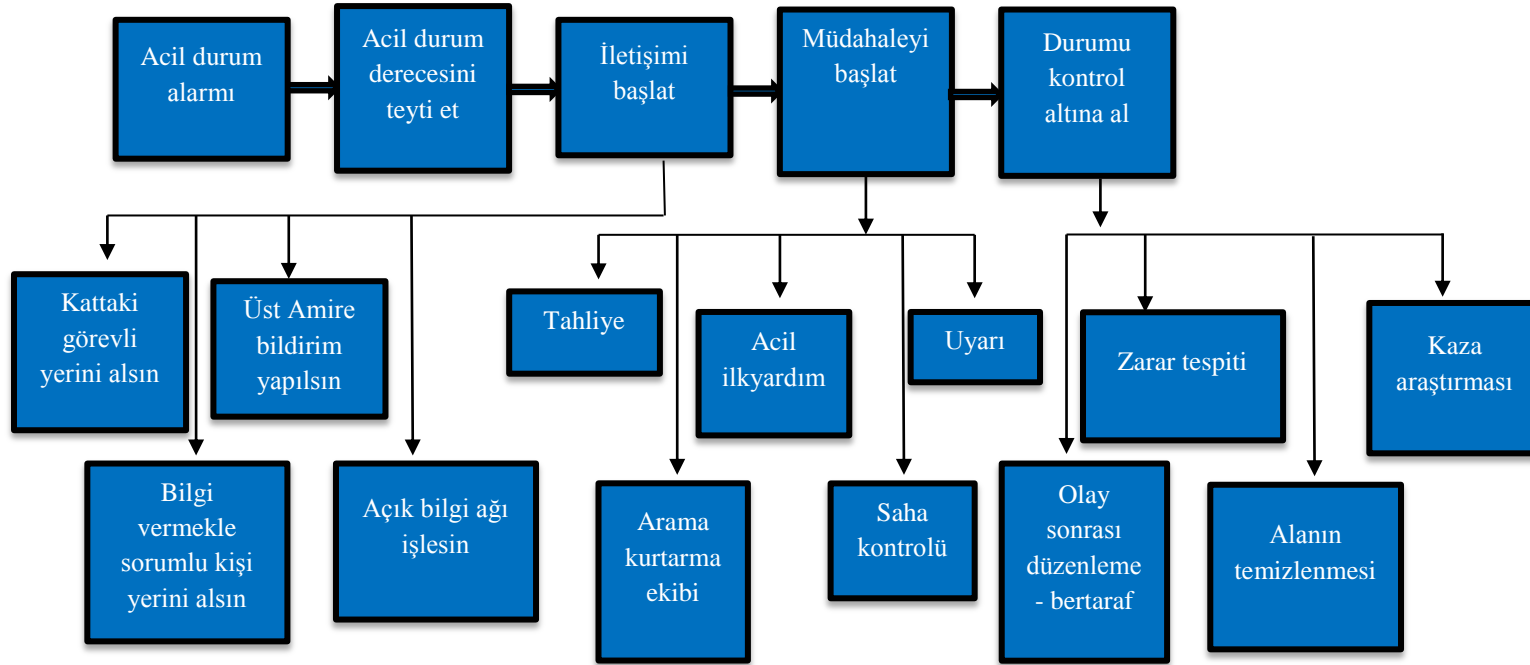 Acil durum
alarmı
Acil durum
derecesini
teyti et
İletişimi
başlat
Müdahaleyi
başlat
Durumu
kontrol
altına al
Kattaki
görevli
yerini alsın
Üst Amire
bildirim
yapılsın
Bilgi
vermekle
sorumlu kişi
yerini alsın
Açık bilgi ağı
işlesin
Tahliye
Acil
ilkyardım
Uyarı
Arama
kurtarma
ekibi
Saha
kontrolü
Zarar tespiti
Kaza
araştırması
Olay
sonrası
düzenleme
- bertaraf
Alanın
temizlenmesi